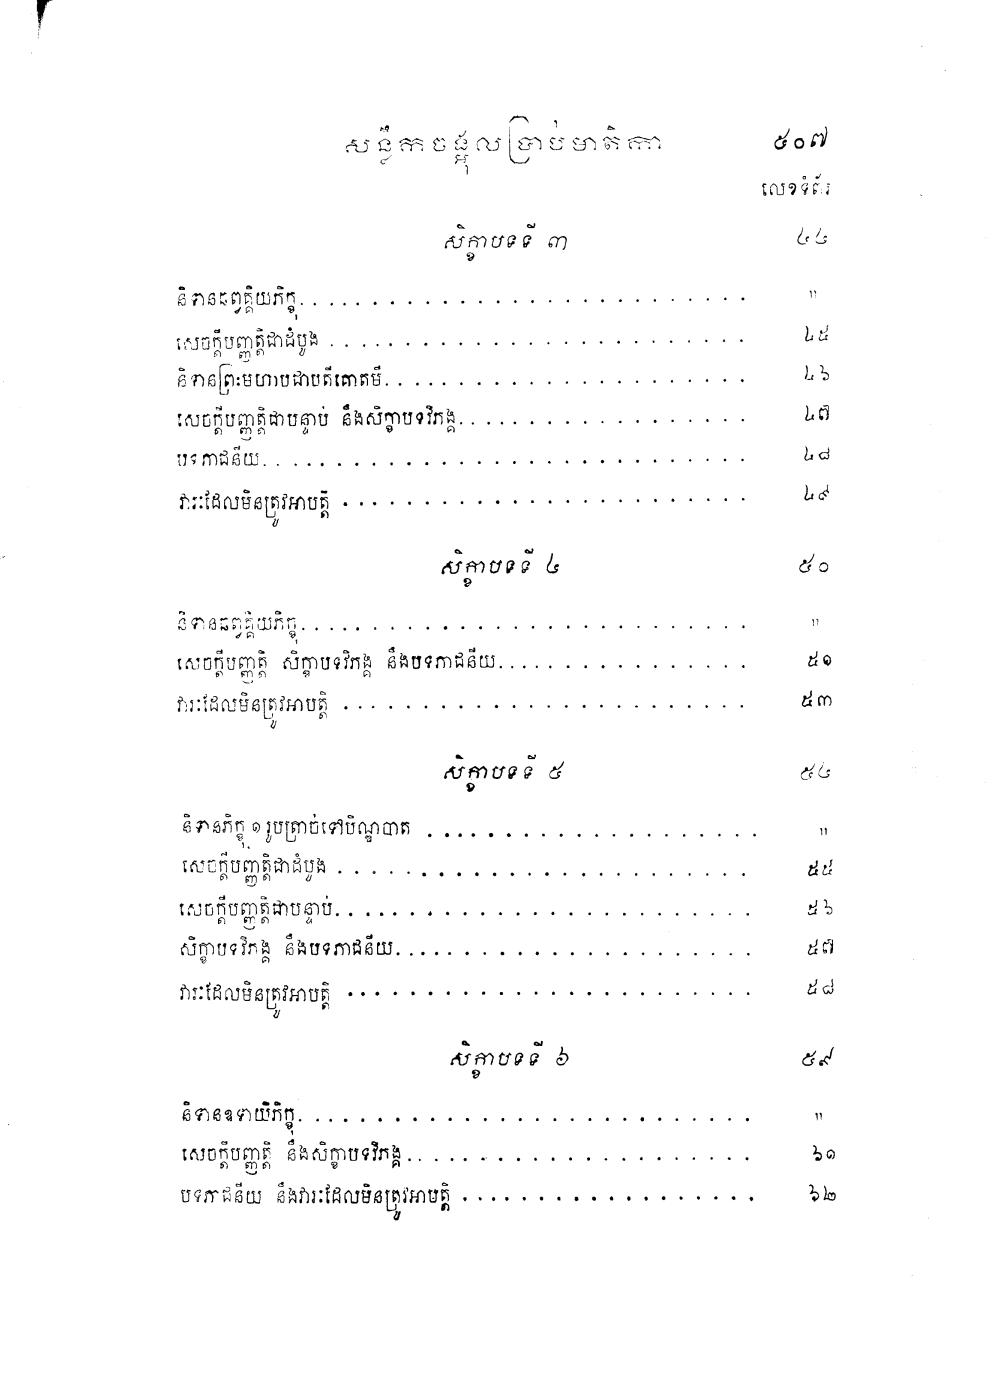 សន្លឹកចង្អុលប្រាប់មាតិកា ៥០៧
លេខទំព័រ
សិក្ខាបទទី ៣ ៤៤
និទានឆព្វគ្គិយភិក្ខុ. . . . . . . . . . . . . . . . . . . . . . . . . "
សេចក្តីបញ្ញត្តិជាដំបូង . . . . . . . . . . . . . . . . . . . . . . . ៤៥
និទានព្រះមហាបជាបតីគោតមី. . . . . . . . . . . . . . . . . . . . ៤៦
សេចក្តីបញ្ញត្តិជាបន្ទាប់ នឹងសិក្ខាបទវិភង្គ. . . . . . . . . . . . . . . . ៤៧
បទភាជនីយ. . . . . . . . . . . . . . . . . . . . . . . . . . . ៤៨
វារៈដែលមិនត្រូវអាបត្តិ . . . . . . . . . . . . . . . . . . . . . . ៤៩
សិក្ខាបទទី ៤ ៥០
និទានឆព្វគ្គិយភិក្ខុ. . . . . . . . . . . . . . . . . . . . . . . . . "
សេចក្តីបញ្ញត្តិ សិក្ខាបទវិភង្គ នឹងបទភាជនីយ. . . . . . . . . . . . . . ៥១
វារៈដែលមិនត្រូវអាបត្តិ . . . . . . . . . . . . . . . . . . . . . . ៥៣
សិក្ខាបទទី ៥ ៥៤
និទានភិក្ខុ ១ រូបត្រាច់ទៅបិណ្ឌបាត . . . . . . . . . . . . . . . . . . "
សេចក្តីបញ្ញត្តិជាដំបូង . . . . . . . . . . . . . . . . . . . . . . . ៥៥
សេចក្តីបញ្ញត្តិជាបន្ទាប់. . . . . . . . . . . . . . . . . . . . . . . ៥៦
សិក្ខាបទវិភង្គ នឹងបទភាជនីយ. . . . . . . . . . . . . . . . . . . . ៥៧
វារៈដែលមិនត្រូវអាបត្តិ . . . . . . . . . . . . . . . . . . . . . . ៥៨
សិក្ខាបទទី ៦ ៥៩
និទានឧទាយិភិក្ខុ. . . . . . . . . . . . . . . . . . . . . . . . . "
សេចក្តីបញ្ញត្តិ នឹងសិក្ខាបទវិភង្គ. . . . . . . . . . . . . . . . . . . ៦១
បទភាជនីយ នឹងវារៈដែលមិនត្រូវអាបត្តិ . . . . . . . . . . . . . . . . ៦២